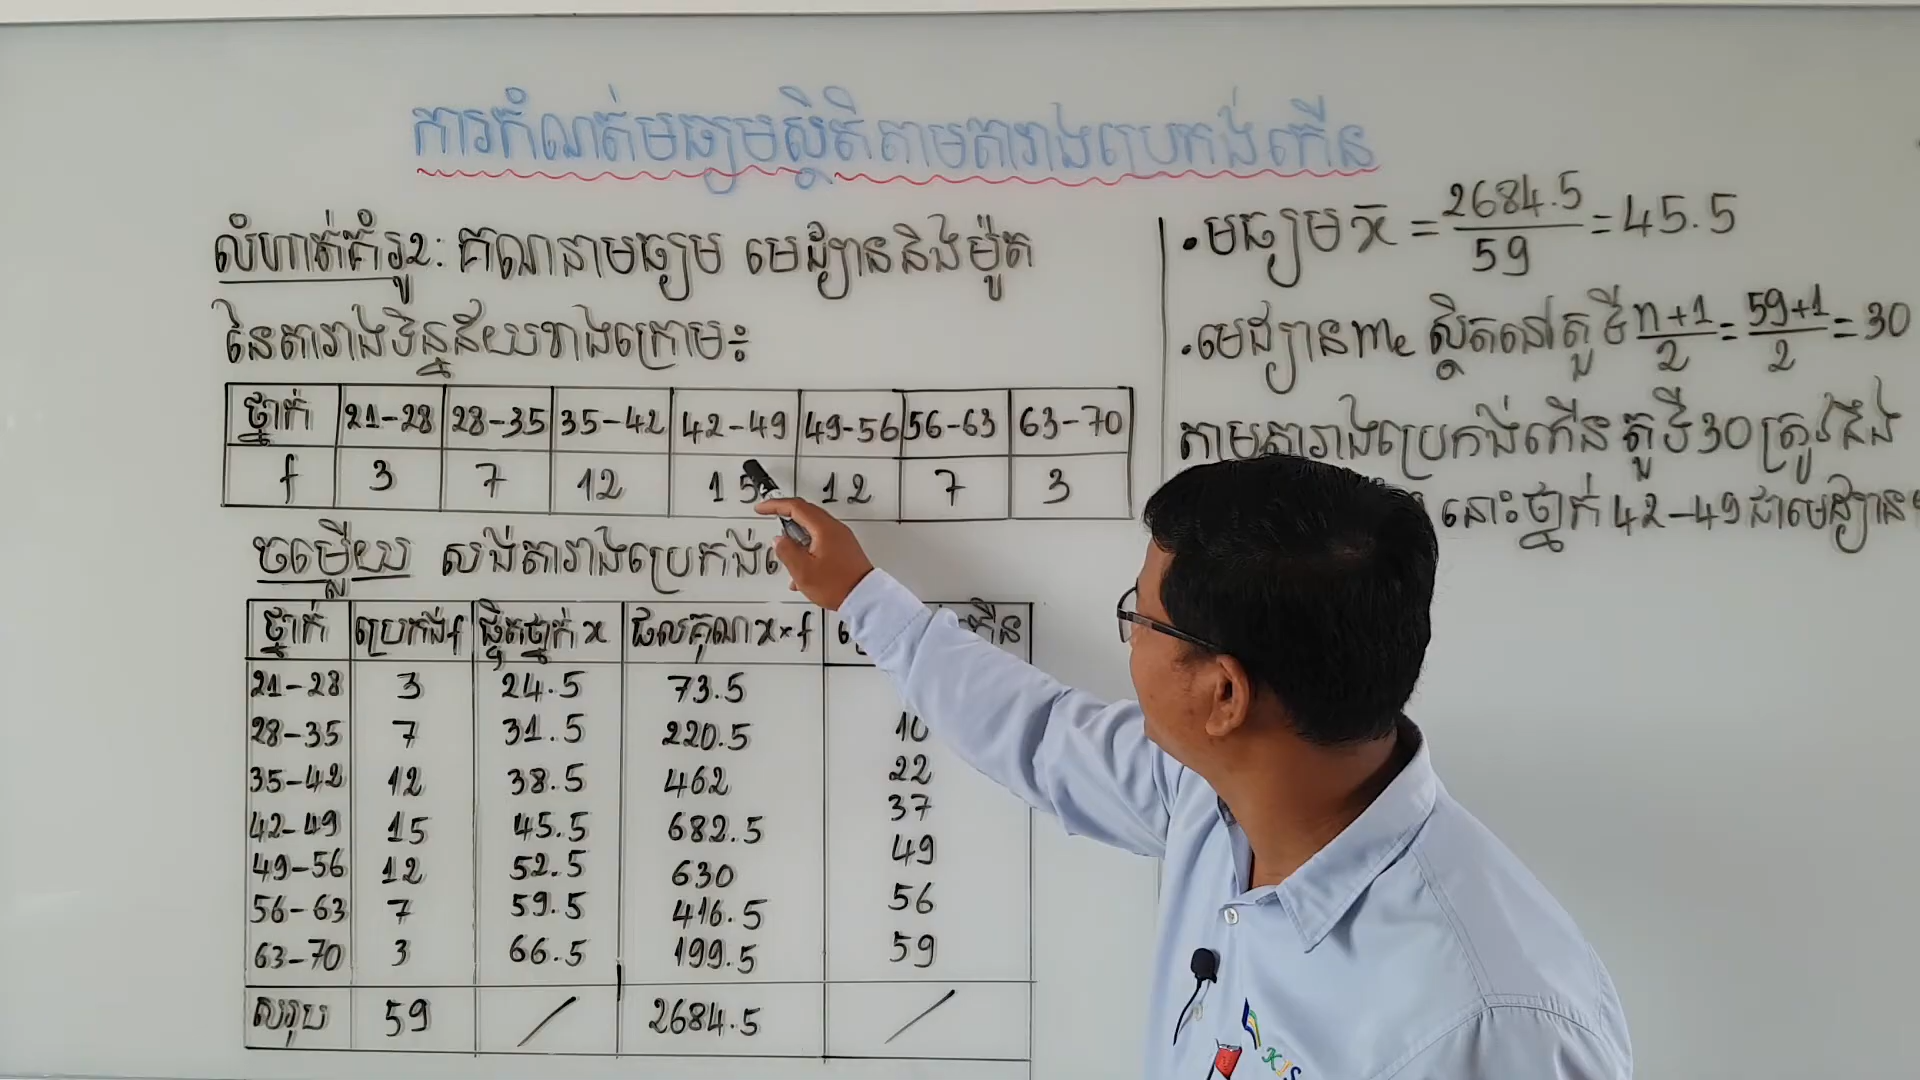 ការកំណត់មធ្យមស្ថិតិតាមតារាងប្រេកង់កើន
លំហាត់គំរូ2: គណនាមធ្យម មេដ្យាននិងម៉ូត
នៃតារាងទិន្នន័យខាងក្រោម៖
ថ្នាក់ 21-28 28-35 35-42 42-49 49-56 56-63 63-70
f 3 7 12 15 12 7 3
ចម្លើយ សង់តារាងប្រេកង់
ថ្នាក់ ប្រេកង់f ផ្ចិតថ្នាក់ x ផលគុណ x×f កើន
21-28 3 24.5 73.5
28-35 7 31.5 220.5 10
35-42 12 38.5 462 22
42-49 15 45.5 682.5 37
49-56 12 52.5 630 49
56-63 7 59.5 416.5 56
63-70 3 66.5 199.5 59
សរុប 59 / 2684.5 /
• មធ្យម x̄ = 2684.5/59 = 45.5
• មេដ្យាន me ស្ថិតនៅតួទី n+1/2 = 59+1/2 = 30
តាមតារាងប្រេកង់កើន តួទី30ត្រូវនឹង
នោះថ្នាក់ 42-49 ជាមេដ្យាន
KIS